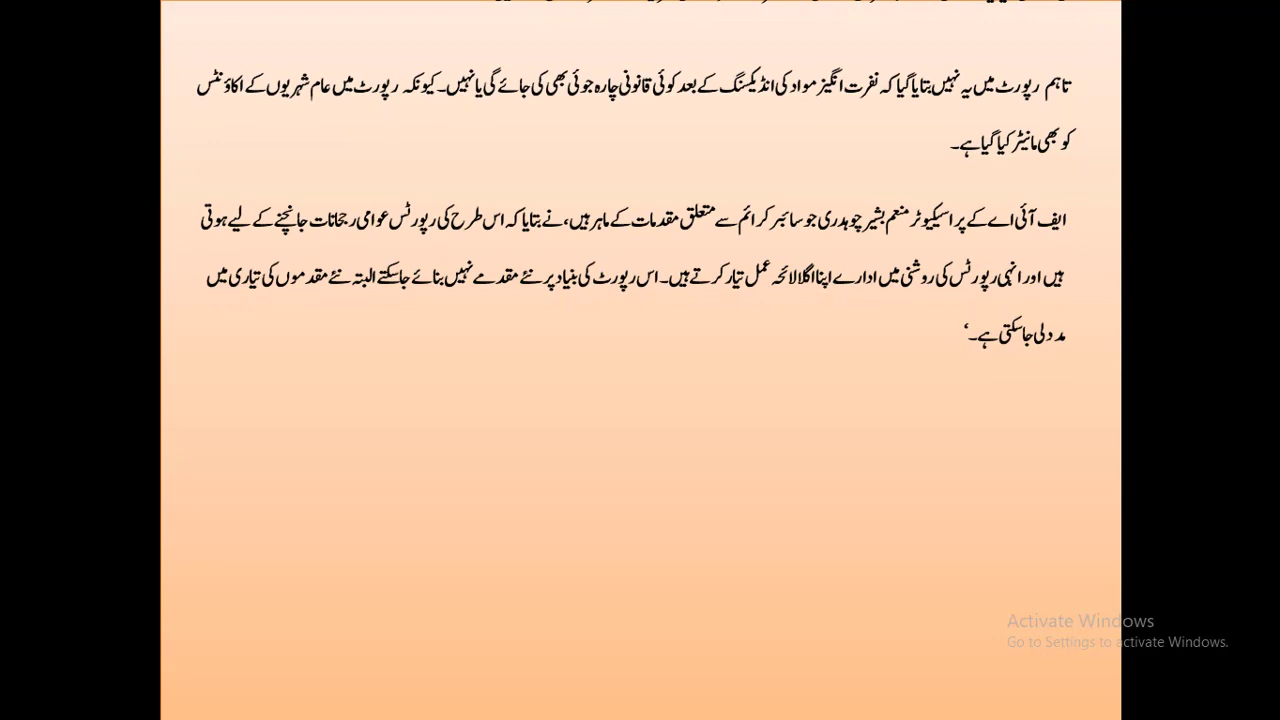 تاہم رپورٹ میں یہ نہیں بتایا گیا کہ نفرت انگیز مواد کی انڈیکسنگ کے بعد کوئی قانونی چارہ جوئی بھی کی جائے گی یا نہیں۔ کیونکہ رپورٹ میں عام شہریوں کے اکاؤنٹس
کو بھی مانیٹر کیا گیا ہے۔
ایف آئی اے کے پراسیکیوٹر منعم بشیر چوہدری جو سائبر کرائم سے متعلق مقدمات کے ماہر ہیں، نے بتایا کہ اس طرح کی رپورٹس عوامی رجحانات جانچنے کے لیے ہوتی
ہیں اور انہی رپورٹس کی روشنی میں ادارے اپنا اگلا لائحہ عمل تیار کرتے ہیں۔ اس رپورٹ کی بنیاد پر نئے مقدمے نہیں بنائے جا سکتے البتہ نئے مقدموں کی تیاری میں
مدد لی جا سکتی ہے۔‘
Activate Windows
Go to Settings to activate Windows.